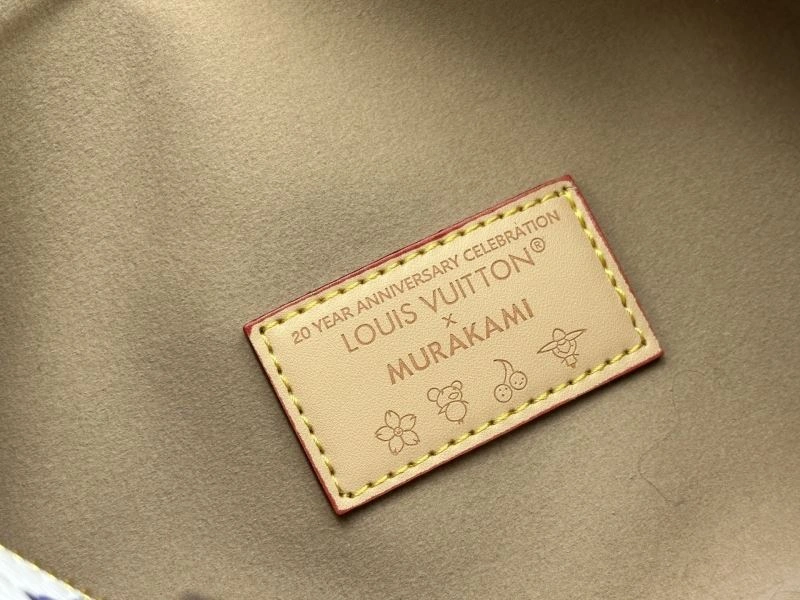 20 YEAR ANNIVERSARY CELEBRATION
LOUIS VUITTON®
×
MURAKAMI